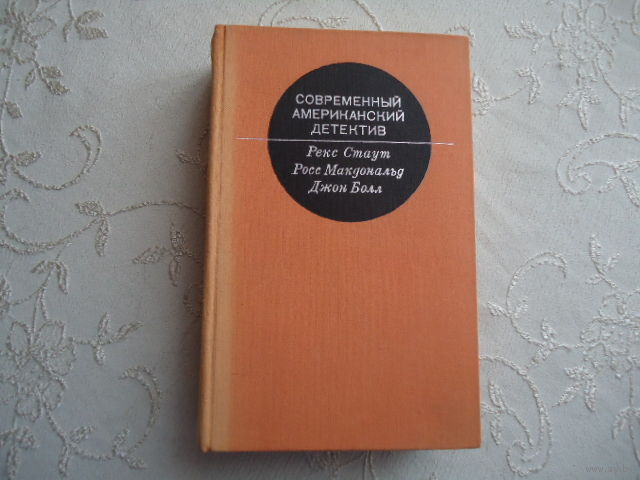 СОВРЕМЕННЫЙ
АМЕРИКАНСКИЙ
ДЕТЕКТИВ
Рекс Стаут
Росс Макдональд
Джон Болл